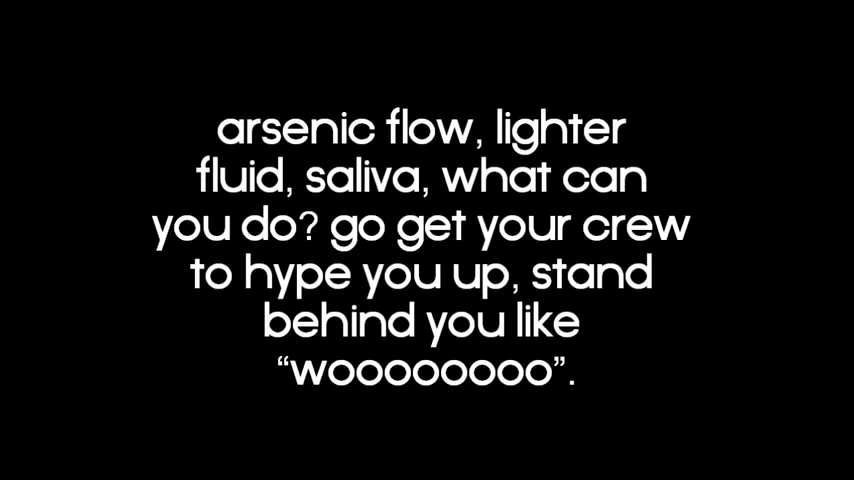 arsenic flow, lighter
fluid, saliva, what can
you do? go get your crew
to hype you up, stand
behind you like
“woooooooo”.